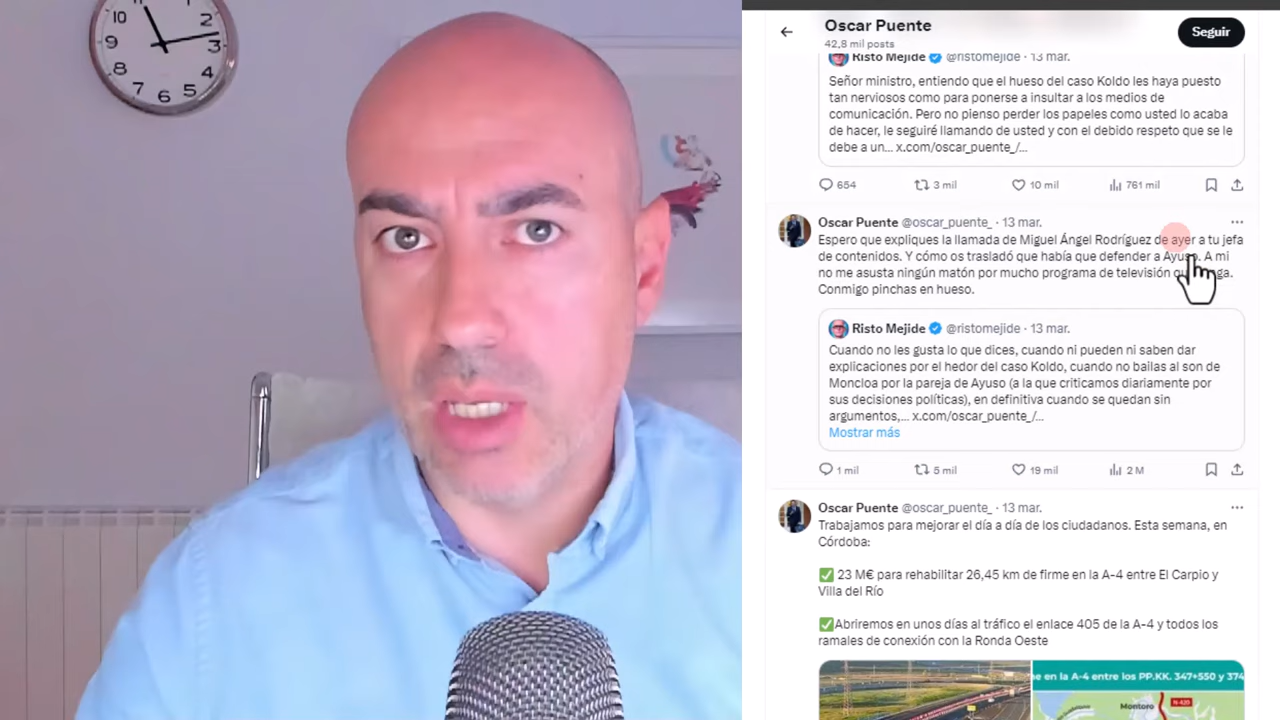 10
2
9
3
8
4
7
6
5
Oscar Puente
42,8 mil posts
Seguir
Risto Mejide @ristomejide · 13 mar.
Señor ministro, entiendo que el hueso del caso Koldo les haya puesto
tan nerviosos como para ponerse a insultar a los medios de
comunicación. Pero no pienso perder los papeles como usted lo acaba
de hacer, le seguiré llamando de usted y con el debido respeto que se le
debe a un... x.com/oscar_puente_/...
654
3 mil
10 mil
761 mil
Oscar Puente @oscar_puente_ · 13 mar.
Espero que expliques la llamada de Miguel Ángel Rodríguez de ayer a tu jefa
de contenidos. Y cómo os trasladó que había que defender a Ayuso. A mi
no me asusta ningún matón por mucho programa de televisión
Conmigo pinchas en hueso.
Risto Mejide @ristomejide · 13 mar.
Cuando no les gusta lo que dices, cuando ni pueden ni saben dar
explicaciones por el hedor del caso Koldo, cuando no bailas al son de
Moncloa por la pareja de Ayuso (a la que criticamos diariamente por
sus decisiones políticas), en definitiva cuando se quedan sin
argumentos,... x.com/oscar_puente_/...
Mostrar más
1 mil
5 mil
19 mil
2 M
Oscar Puente @oscar_puente_ · 13 mar.
Trabajamos para mejorar el día a día de los ciudadanos. Esta semana, en
Córdoba:
✅ 23 M€ para rehabilitar 26,45 km de firme en la A-4 entre El Carpio y
Villa del Río
✅Abriremos en unos días al tráfico el enlace 405 de la A-4 y todos los
ramales de conexión con la Ronda Oeste
en la A-4 entre los PP.KK. 347+550 y 374
Montoro
N-420